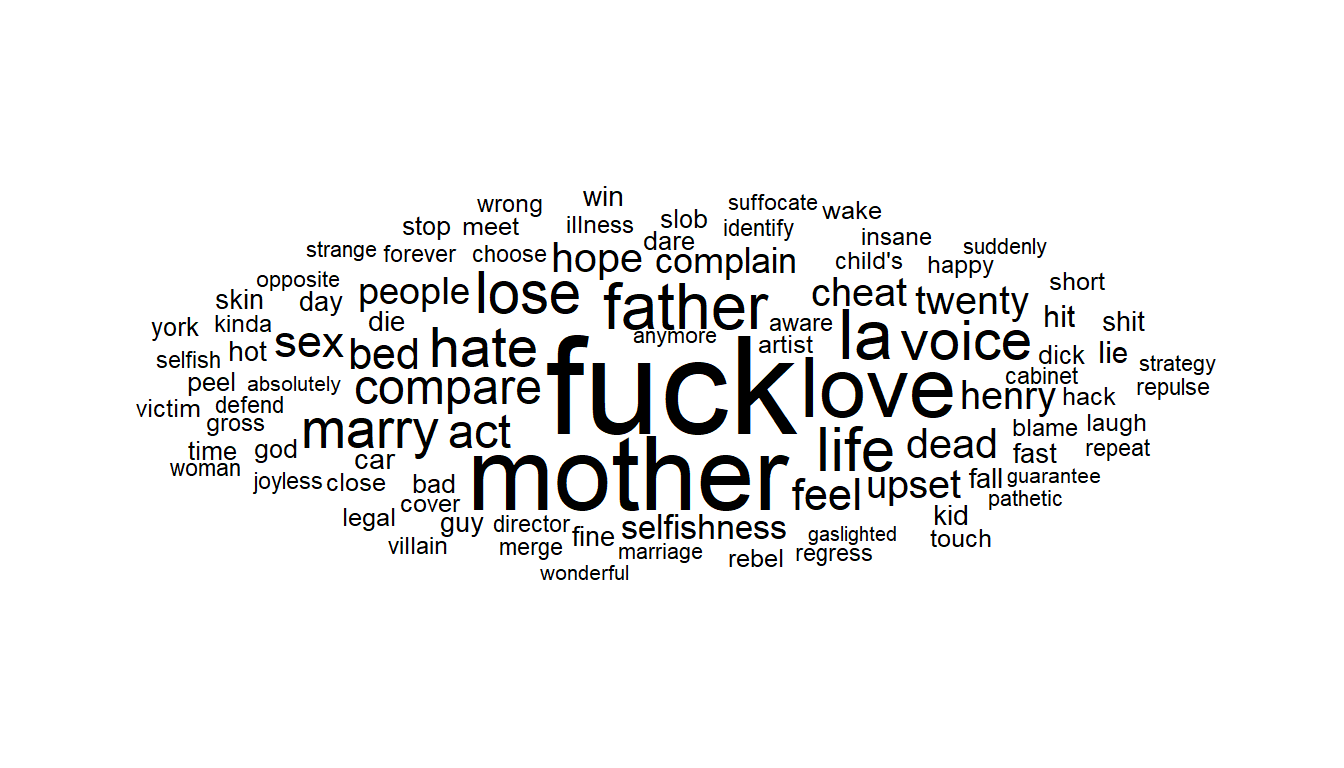 win
wrong suffocate wake
stop meet illness slob identify
strange forever choose hope dare complain insane suddenly
opposite child's happy
skin day people lose father cheat twenty short
york kinda die anymore aware la voice hit shit
selfish hot sex bed hate artist dick lie strategy
peel absolutely compare fuck love henry cabinet hack repulse
victim defend
gross marry act life dead blame laugh
time god fast repeat
woman car mother
joyless close bad feel upset fall guarantee
cover pathetic
legal guy director fine selfishness gaslighted kid
villain merge marriage rebel regress touch
wonderful